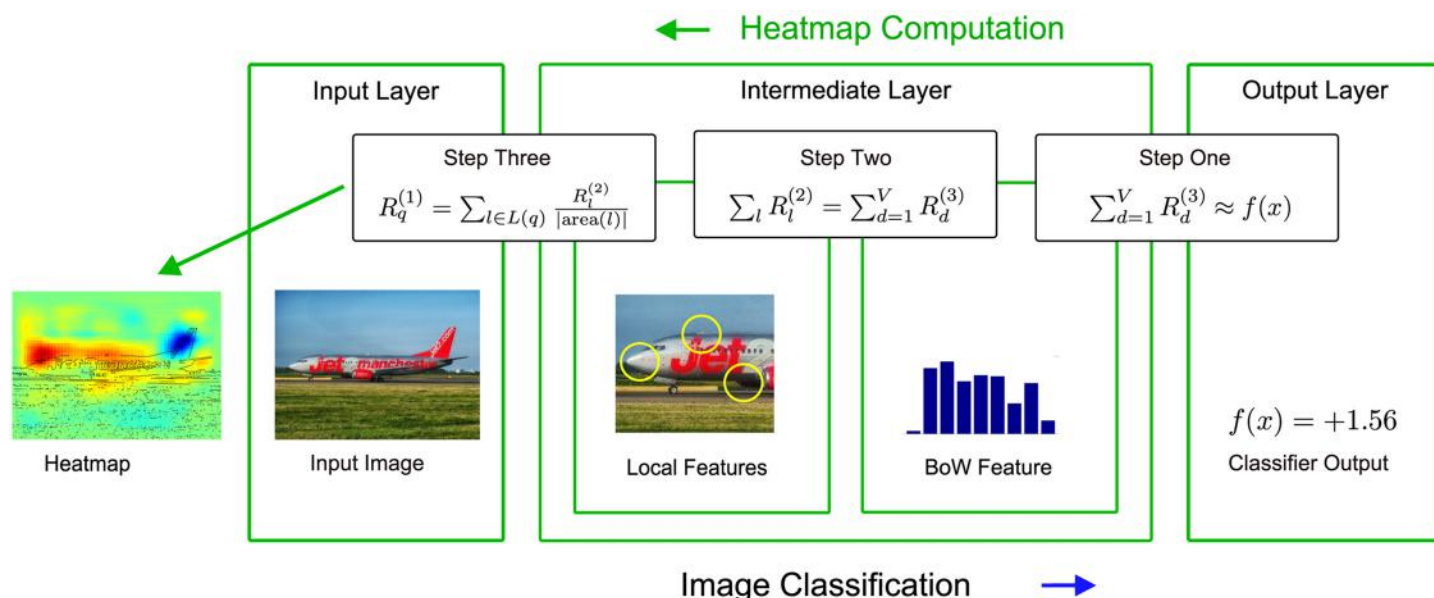 ← Heatmap Computation
Input Layer
Intermediate Layer
Output Layer
Step Three
R_q^{(1)} = \sum_{l \in L(q)} \frac{R_l^{(2)}}{|\text{area}(l)|}
Step Two
\sum_l R_l^{(2)} = \sum_{d=1}^{V} R_d^{(3)}
Step One
\sum_{d=1}^{V} R_d^{(3)} \approx f(x)
jet
manchester
Jet
f(x) = +1.56
Heatmap
Input Image
Local Features
BoW Feature
Classifier Output
Image Classification →